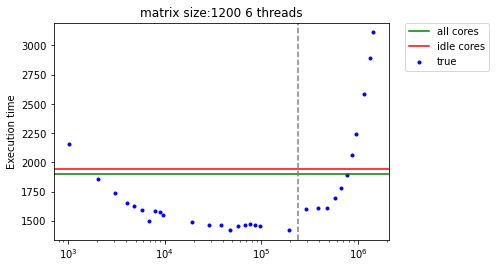 matrix size:1200 6 threads
all cores
idle cores
true
Execution time
3000
2750
2500
2250
2000
1750
1500
10^3
10^4
10^5
10^6